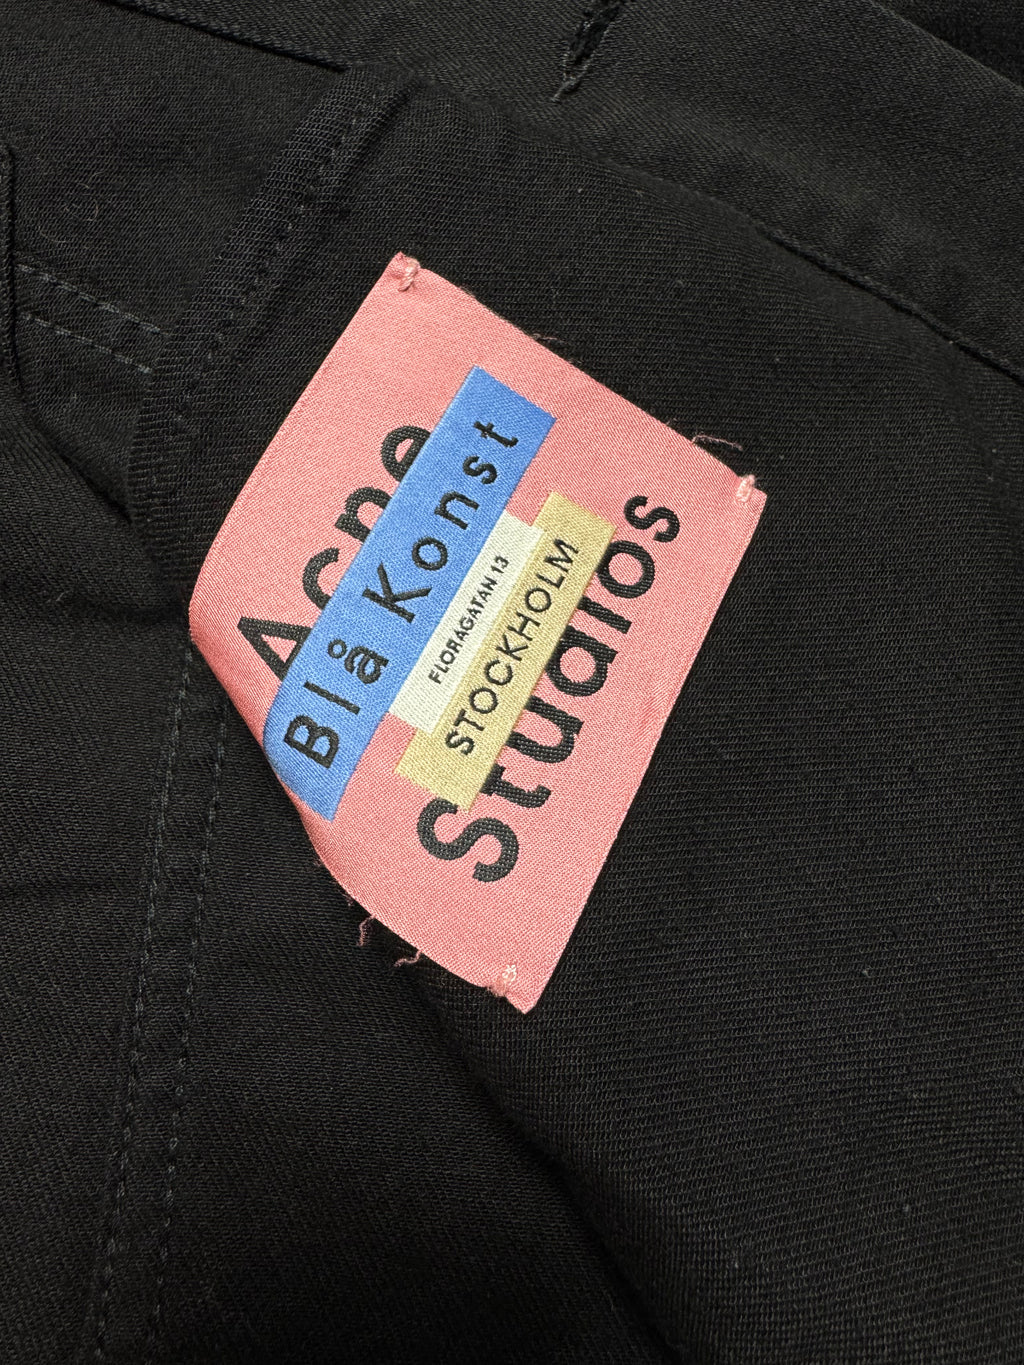 Acne
Blå Konst
FLORAGATAN 13
STOCKHOLM
Studios